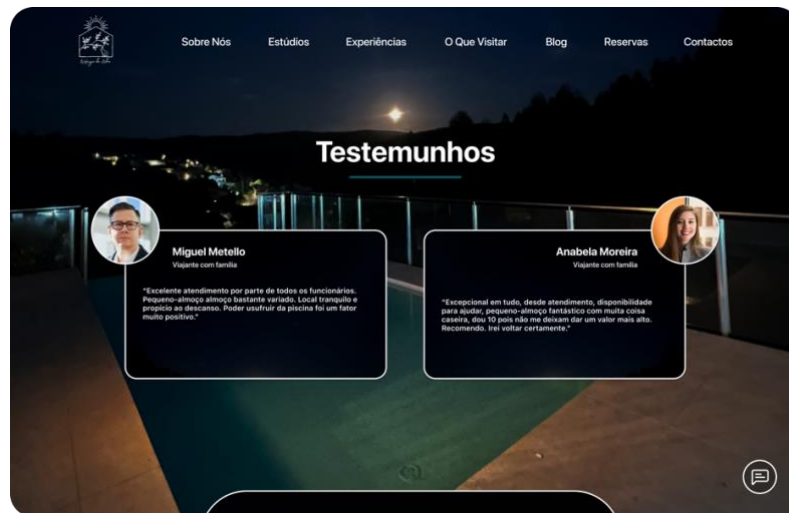 Sobre Nós Estúdios Experiências O Que Visitar Blog Reservas Contactos
Testemunhos
Miguel Metello
Viajante com família
“Excelente atendimento por parte de todos os funcionários.
Pequeno-almoço almoço bastante variado. Local tranquilo e
propício ao descanso. Poder usufruir da piscina foi um fator
muito positivo.”
Anabela Moreira
Viajante com família
“Excepcional em tudo, desde atendimento, disponibilidade
para ajudar, pequeno-almoço fantástico com muita coisa
caseira, dou 10 pois não me deixam dar um valor mais alto.
Recomendo. Irei voltar certamente.”